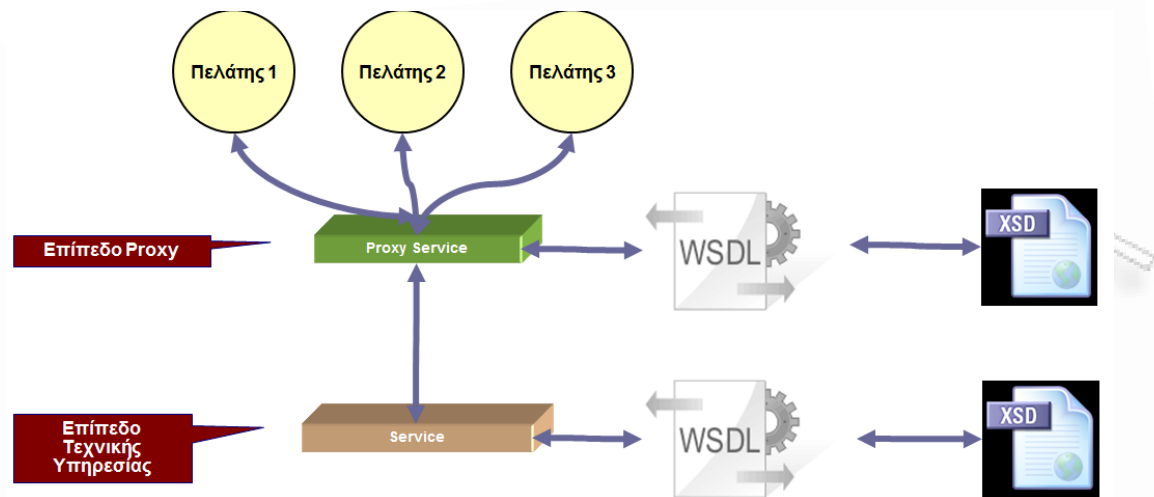 Πελάτης 1
Πελάτης 2
Πελάτης 3
Επίπεδο Proxy
Proxy Service
WSDL
XSD
Επίπεδο
Τεχνικής
Υπηρεσίας
Service
WSDL
XSD